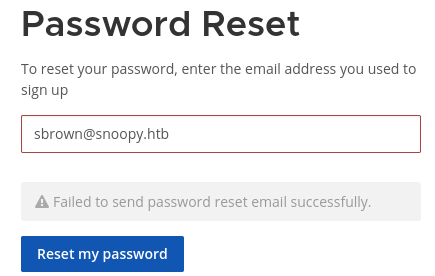 Password Reset
To reset your password, enter the email address you used to
sign up
sbrown@snoopy.htb
Failed to send password reset email successfully.
Reset my password